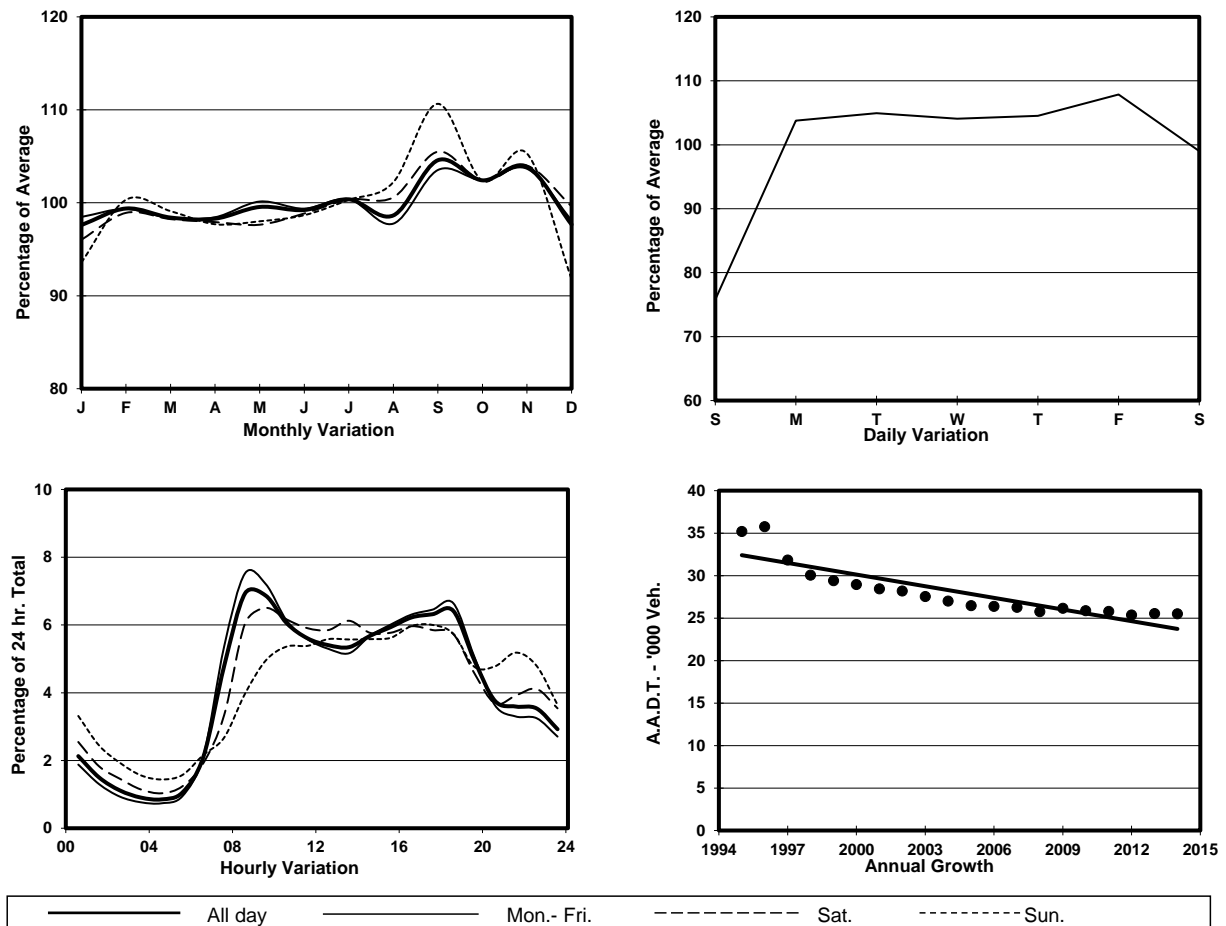 120
110
100
90
80
Percentage of Average
J F M A M J J A S O N D
Monthly Variation
120
110
100
90
80
70
60
Percentage of Average
S M T W T F S
Daily Variation
10
8
6
4
2
0
Percentage of 24 hr. Total
00 04 08 12 16 20 24
Hourly Variation
40
35
30
25
20
15
10
5
0
A.A.D.T. - '000 Veh.
1994 1997 2000 2003 2006 2009 2012 2015
Annual Growth
All day Mon.- Fri. Sat. Sun.